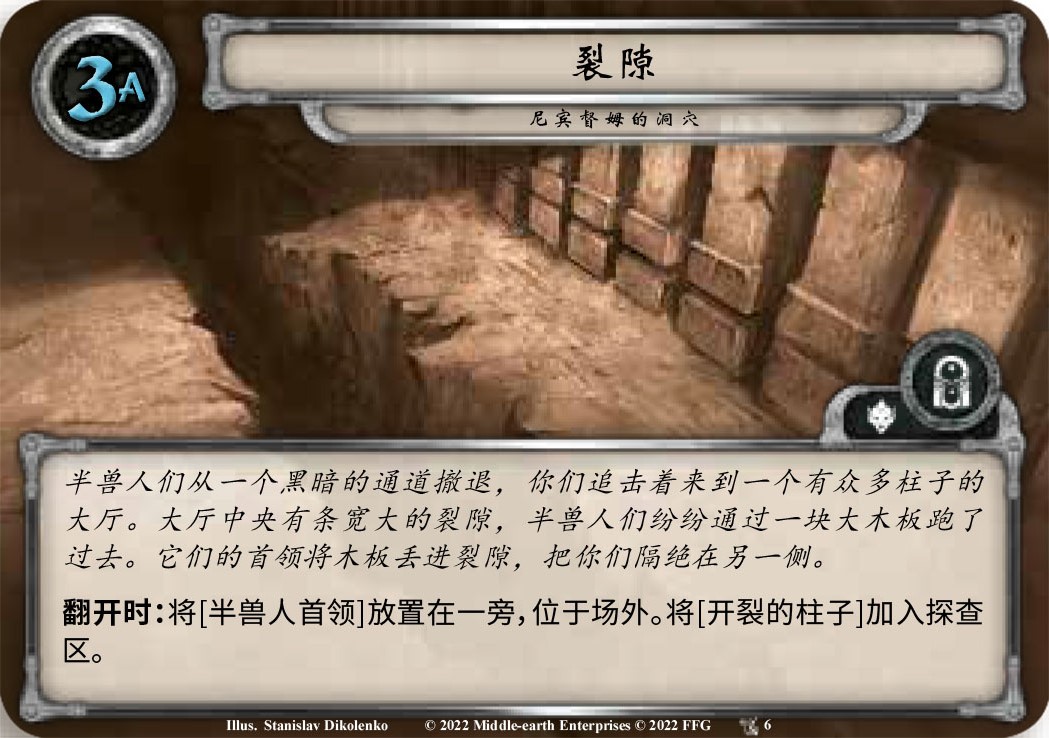 3A
裂隙
尼宾督姆的洞穴
半兽人们从一个黑暗的通道撤退，你们追击着来到一个有众多柱子的
大厅。大厅中央有条宽大的裂隙，半兽人们纷纷通过一块大木板跑了
过去。它们的首领将木板丢进裂隙，把你们隔绝在另一侧。
翻开时：将[半兽人首领]放置在一旁，位于场外。将[开裂的柱子]加入探查
区。
Illus. Stanislav Dikolenko © 2022 Middle-earth Enterprises © 2022 FFG 6